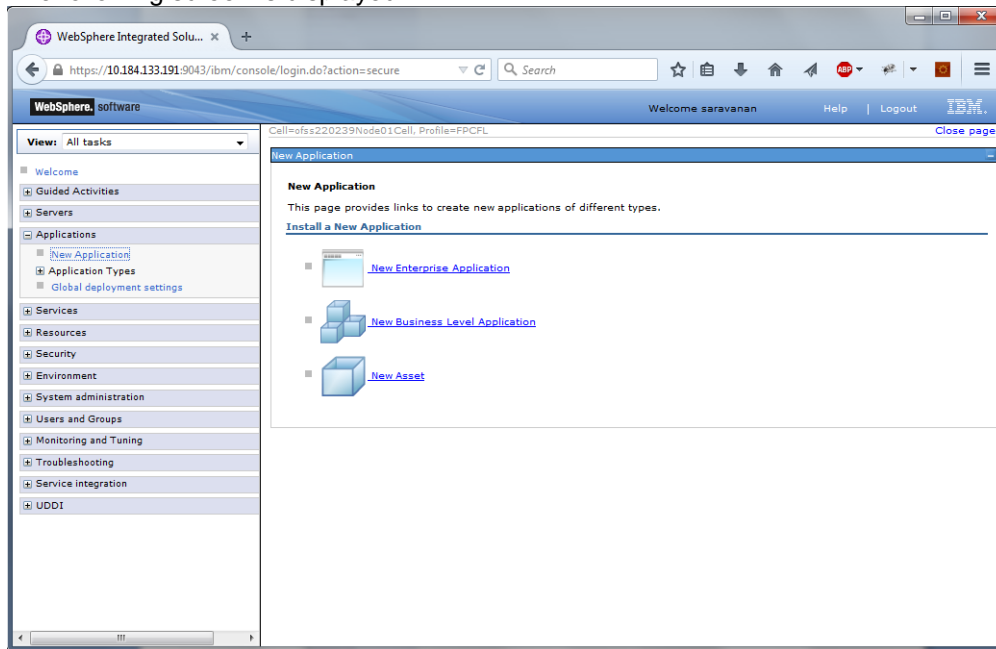 WebSphere Integrated Solu... × +
https://10.184.133.191:9043/ibm/console/login.do?action=secure Search ABP
WebSphere. software Welcome saravanan Help | Logout IBM.
Cell=ofss220239Node01Cell, Profile=FPCFL Close page
View: All tasks
New Application
Welcome
Guided Activities
Servers
Applications
New Application
Application Types
Global deployment settings
Services
Resources
Security
Environment
System administration
Users and Groups
Monitoring and Tuning
Troubleshooting
Service integration
UDDI
New Application
This page provides links to create new applications of different types.
Install a New Application
New Enterprise Application
New Business Level Application
New Asset